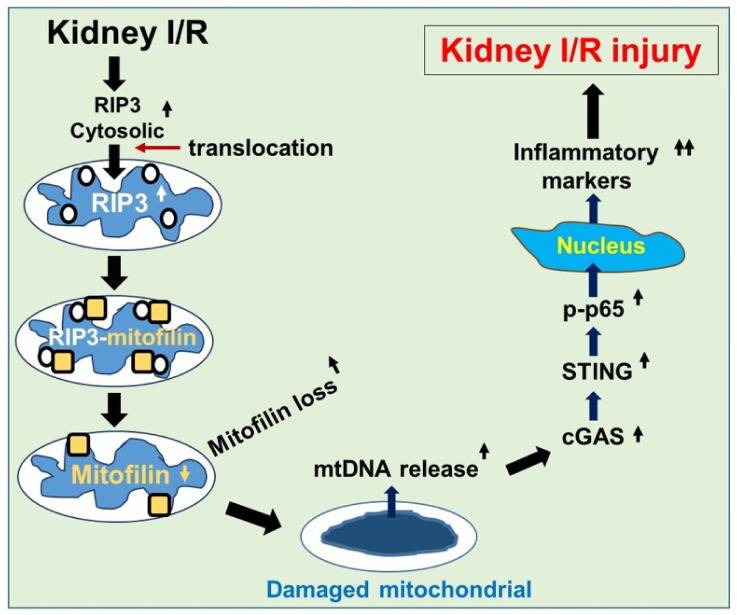 Kidney I/R
RIP3
Cytosolic
translocation
RIP3
RIP3-mitofilin
Mitofilin
Mitofilin loss
mtDNA release
Damaged mitochondrial
cGAS
STING
p-p65
Nucleus
Inflammatory
markers
Kidney I/R injury